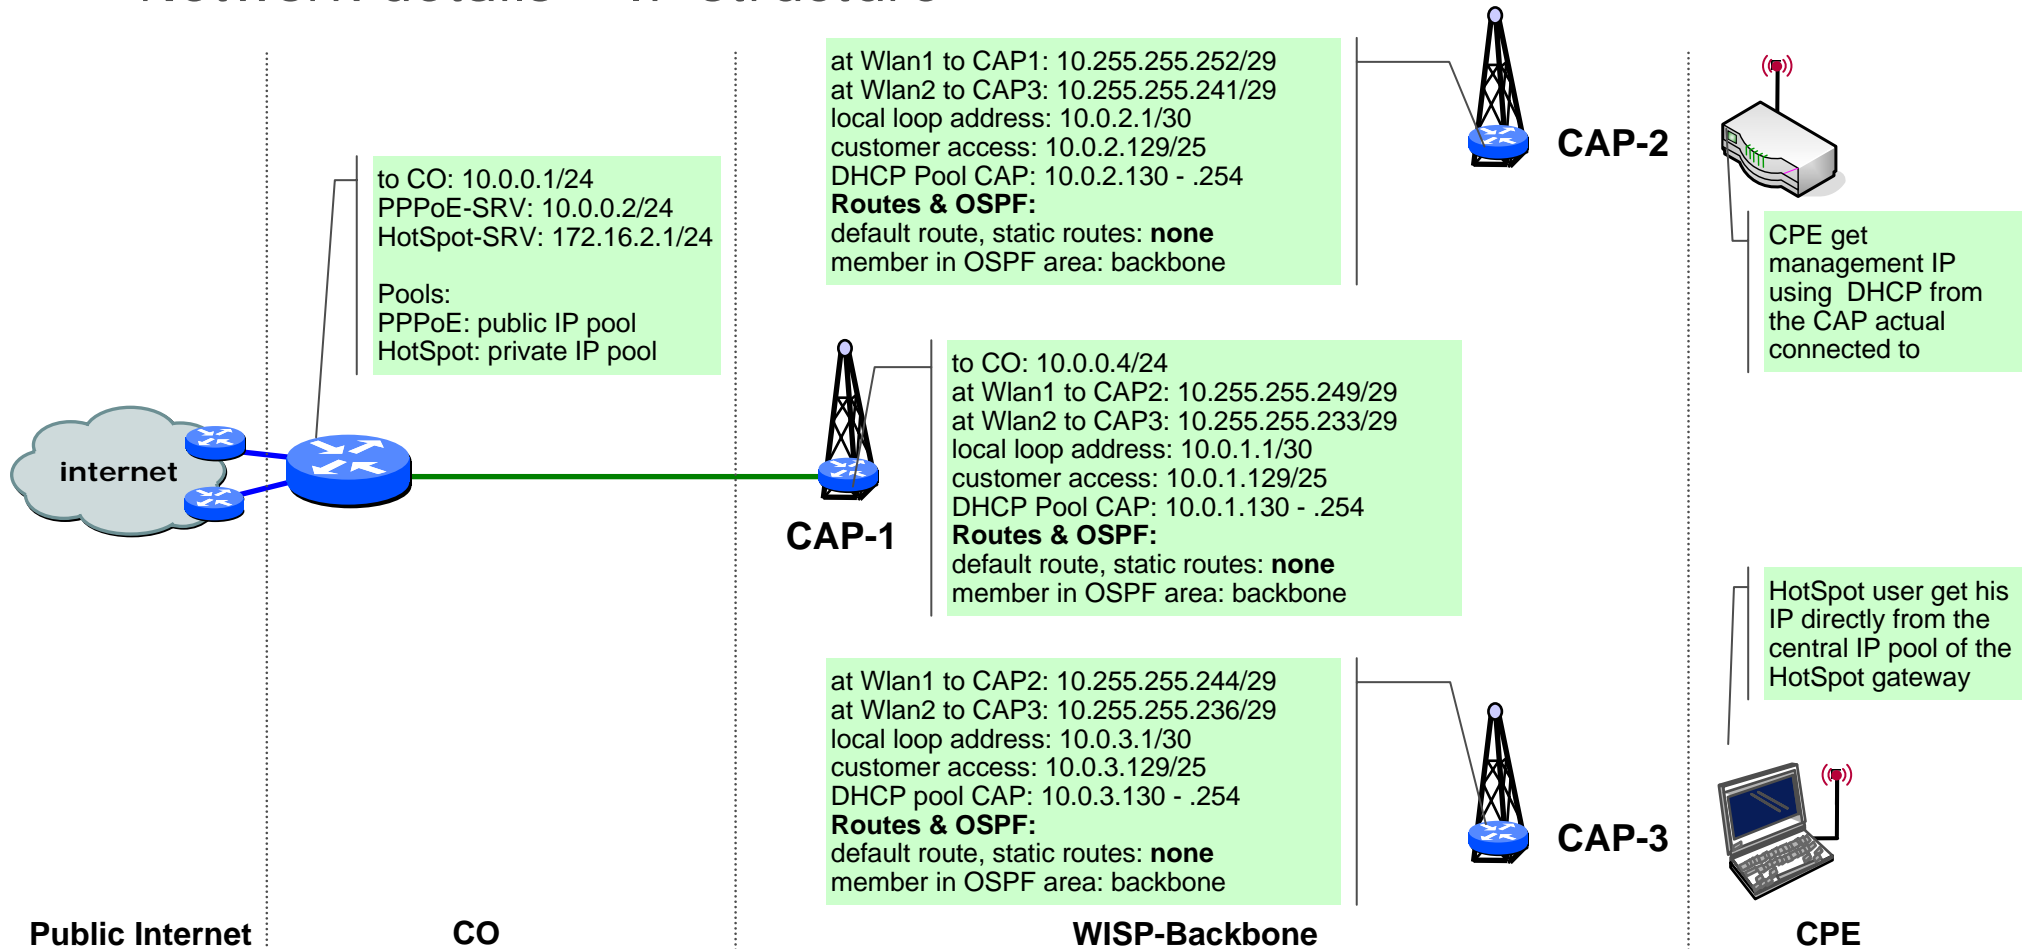 at Wlan1 to CAP1: 10.255.255.252/29
at Wlan2 to CAP3: 10.255.255.241/29
local loop address: 10.0.2.1/30
customer access: 10.0.2.129/25
DHCP Pool CAP: 10.0.2.130 - .254
Routes & OSPF:
default route, static routes: none
member in OSPF area: backbone
CAP-2
to CO: 10.0.0.1/24
PPPoE-SRV: 10.0.0.2/24
HotSpot-SRV: 172.16.2.1/24
Pools:
PPPoE: public IP pool
HotSpot: private IP pool
CPE get
management IP
using  DHCP from
the CAP actual
connected to
to CO: 10.0.0.4/24
at Wlan1 to CAP2: 10.255.255.249/29
at Wlan2 to CAP3: 10.255.255.233/29
local loop address: 10.0.1.1/30
customer access: 10.0.1.129/25
DHCP Pool CAP: 10.0.1.130 - .254
Routes & OSPF:
default route, static routes: none
member in OSPF area: backbone
internet
CAP-1
HotSpot user get his
IP directly from the
central IP pool of the
HotSpot gateway
at Wlan1 to CAP2: 10.255.255.244/29
at Wlan2 to CAP3: 10.255.255.236/29
local loop address: 10.0.3.1/30
customer access: 10.0.3.129/25
DHCP pool CAP: 10.0.3.130 - .254
Routes & OSPF:
default route, static routes: none
member in OSPF area: backbone
CAP-3
Public Internet
CO
WISP-Backbone
CPE